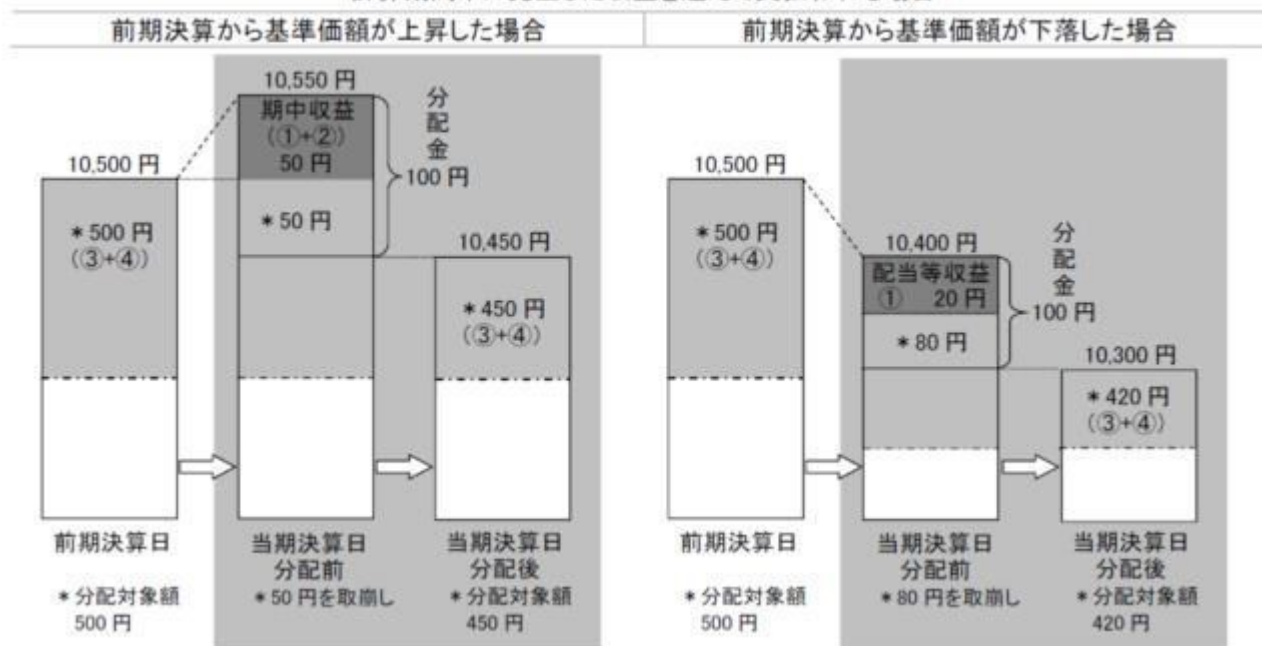 前期決算から基準価額が上昇した場合
前期決算から基準価額が下落した場合
10,550 円
期中収益
(①+②)
50 円
分配金
100 円
10,500 円
*500 円
(③+④)
*50 円
10,450 円
*450 円
(③+④)
前期決算日
当期決算日
分配前
当期決算日
分配後
*分配対象額
500 円
*50 円を取崩し
*分配対象額
450 円
10,500 円
*500 円
(③+④)
10,400 円
配当等収益
① 20 円
*80 円
分配金
100 円
10,300 円
*420 円
(③+④)
前期決算日
当期決算日
分配前
当期決算日
分配後
*分配対象額
500 円
*80 円を取崩し
*分配対象額
420 円